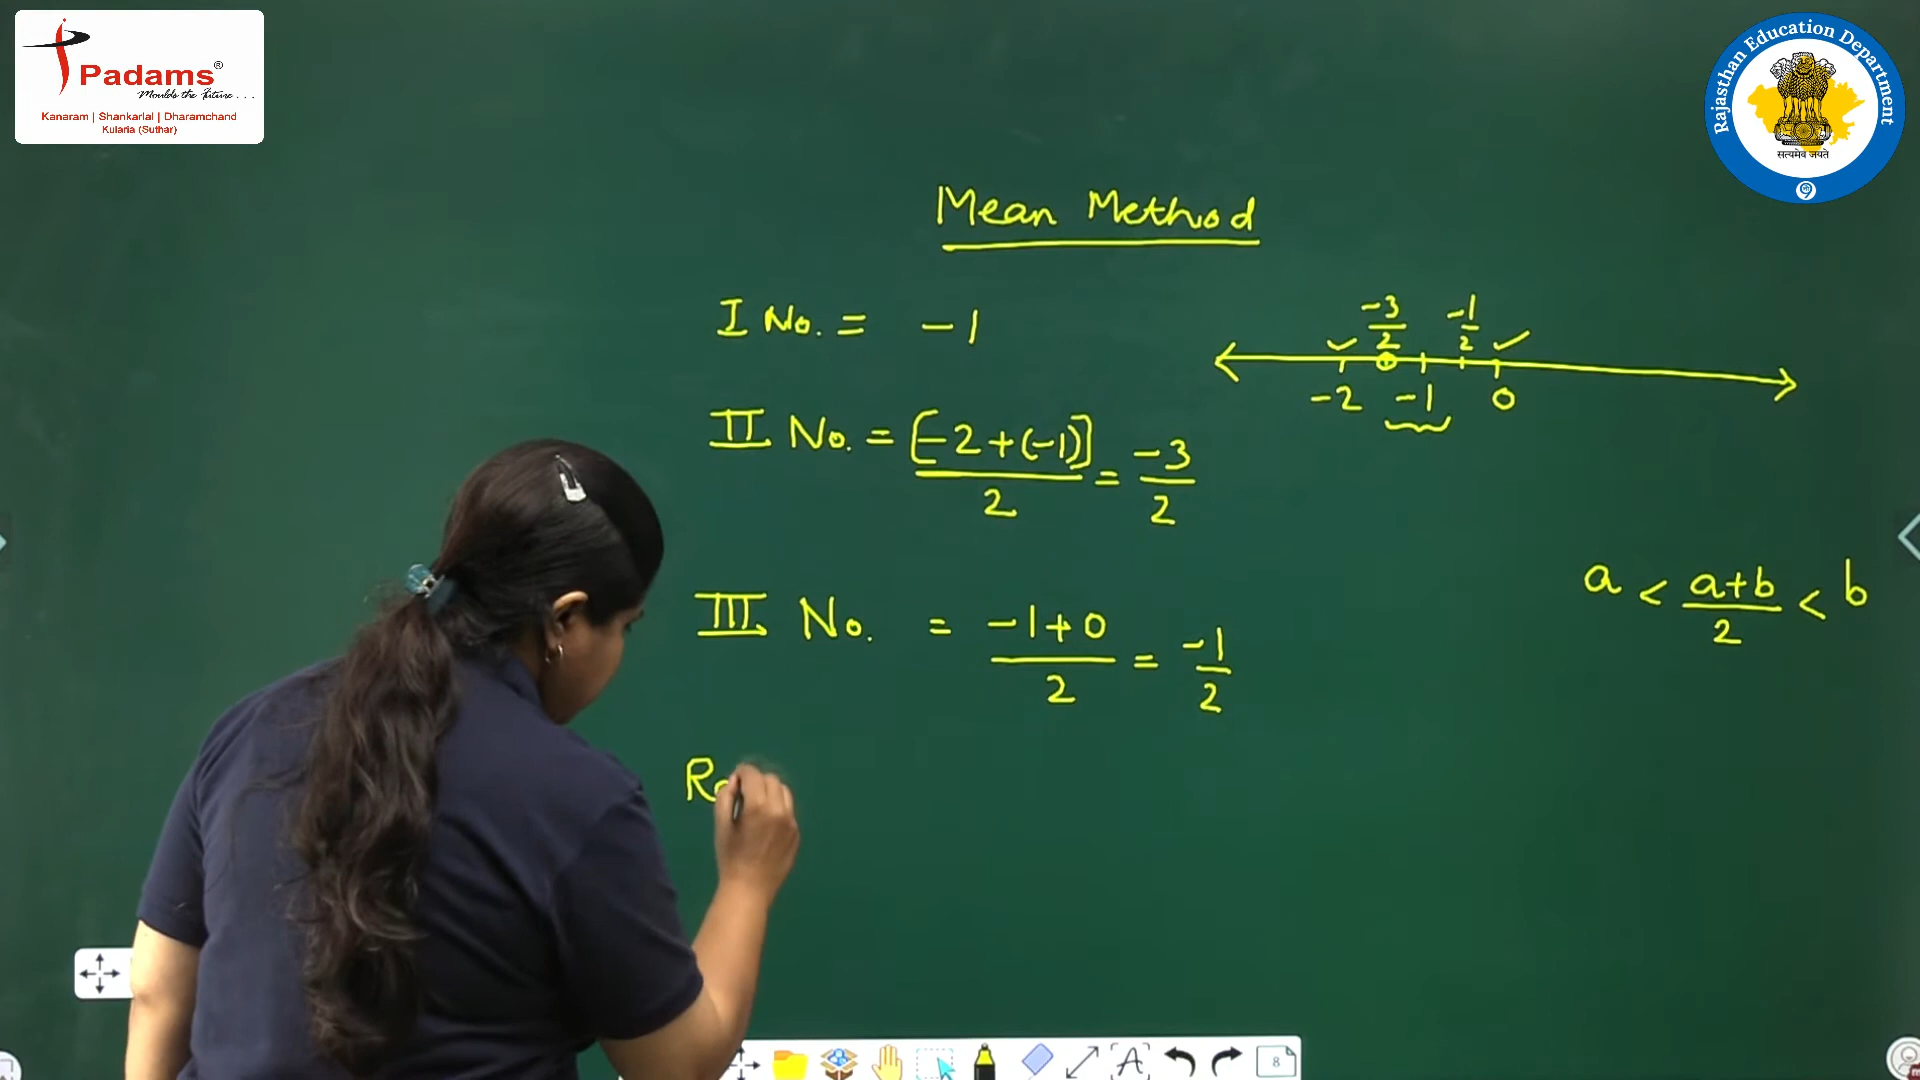 Padams®
Moulds the Future...
Kanaram | Shankarlal | Dharamchand
Kularia (Suthar)
Rajasthan Education Department
सत्यमेव जयते
Mean Method
I No. = -1
-3/2 -1/2
-2 -1 0
II No. = [-2+(-1)]/2 = -3/2
a < a+b/2 < b
III No. = -1+0/2 = -1/2
8